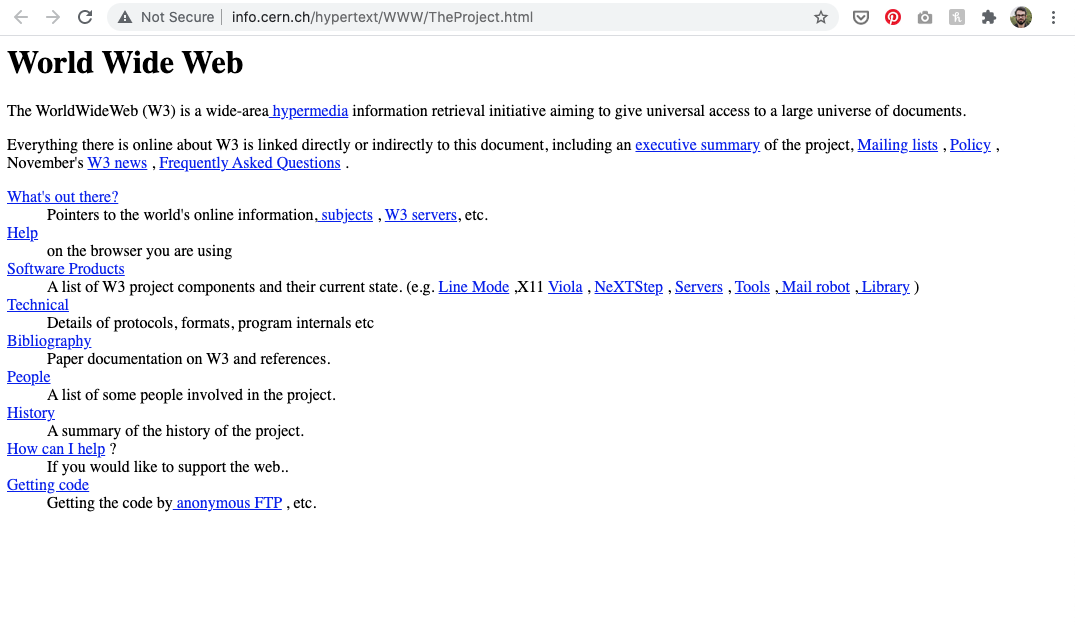 Not Secure | info.cern.ch/hypertext/WWW/TheProject.html
World Wide Web
The WorldWideWeb (W3) is a wide-area hypermedia information retrieval initiative aiming to give universal access to a large universe of documents.
Everything there is online about W3 is linked directly or indirectly to this document, including an executive summary of the project, Mailing lists , Policy ,
November's W3 news , Frequently Asked Questions .
What's out there?
Pointers to the world's online information, subjects , W3 servers, etc.
Help
on the browser you are using
Software Products
A list of W3 project components and their current state. (e.g. Line Mode ,X11 Viola , NeXTStep , Servers , Tools , Mail robot , Library )
Technical
Details of protocols, formats, program internals etc
Bibliography
Paper documentation on W3 and references.
People
A list of some people involved in the project.
History
A summary of the history of the project.
How can I help ?
If you would like to support the web..
Getting code
Getting the code by anonymous FTP , etc.